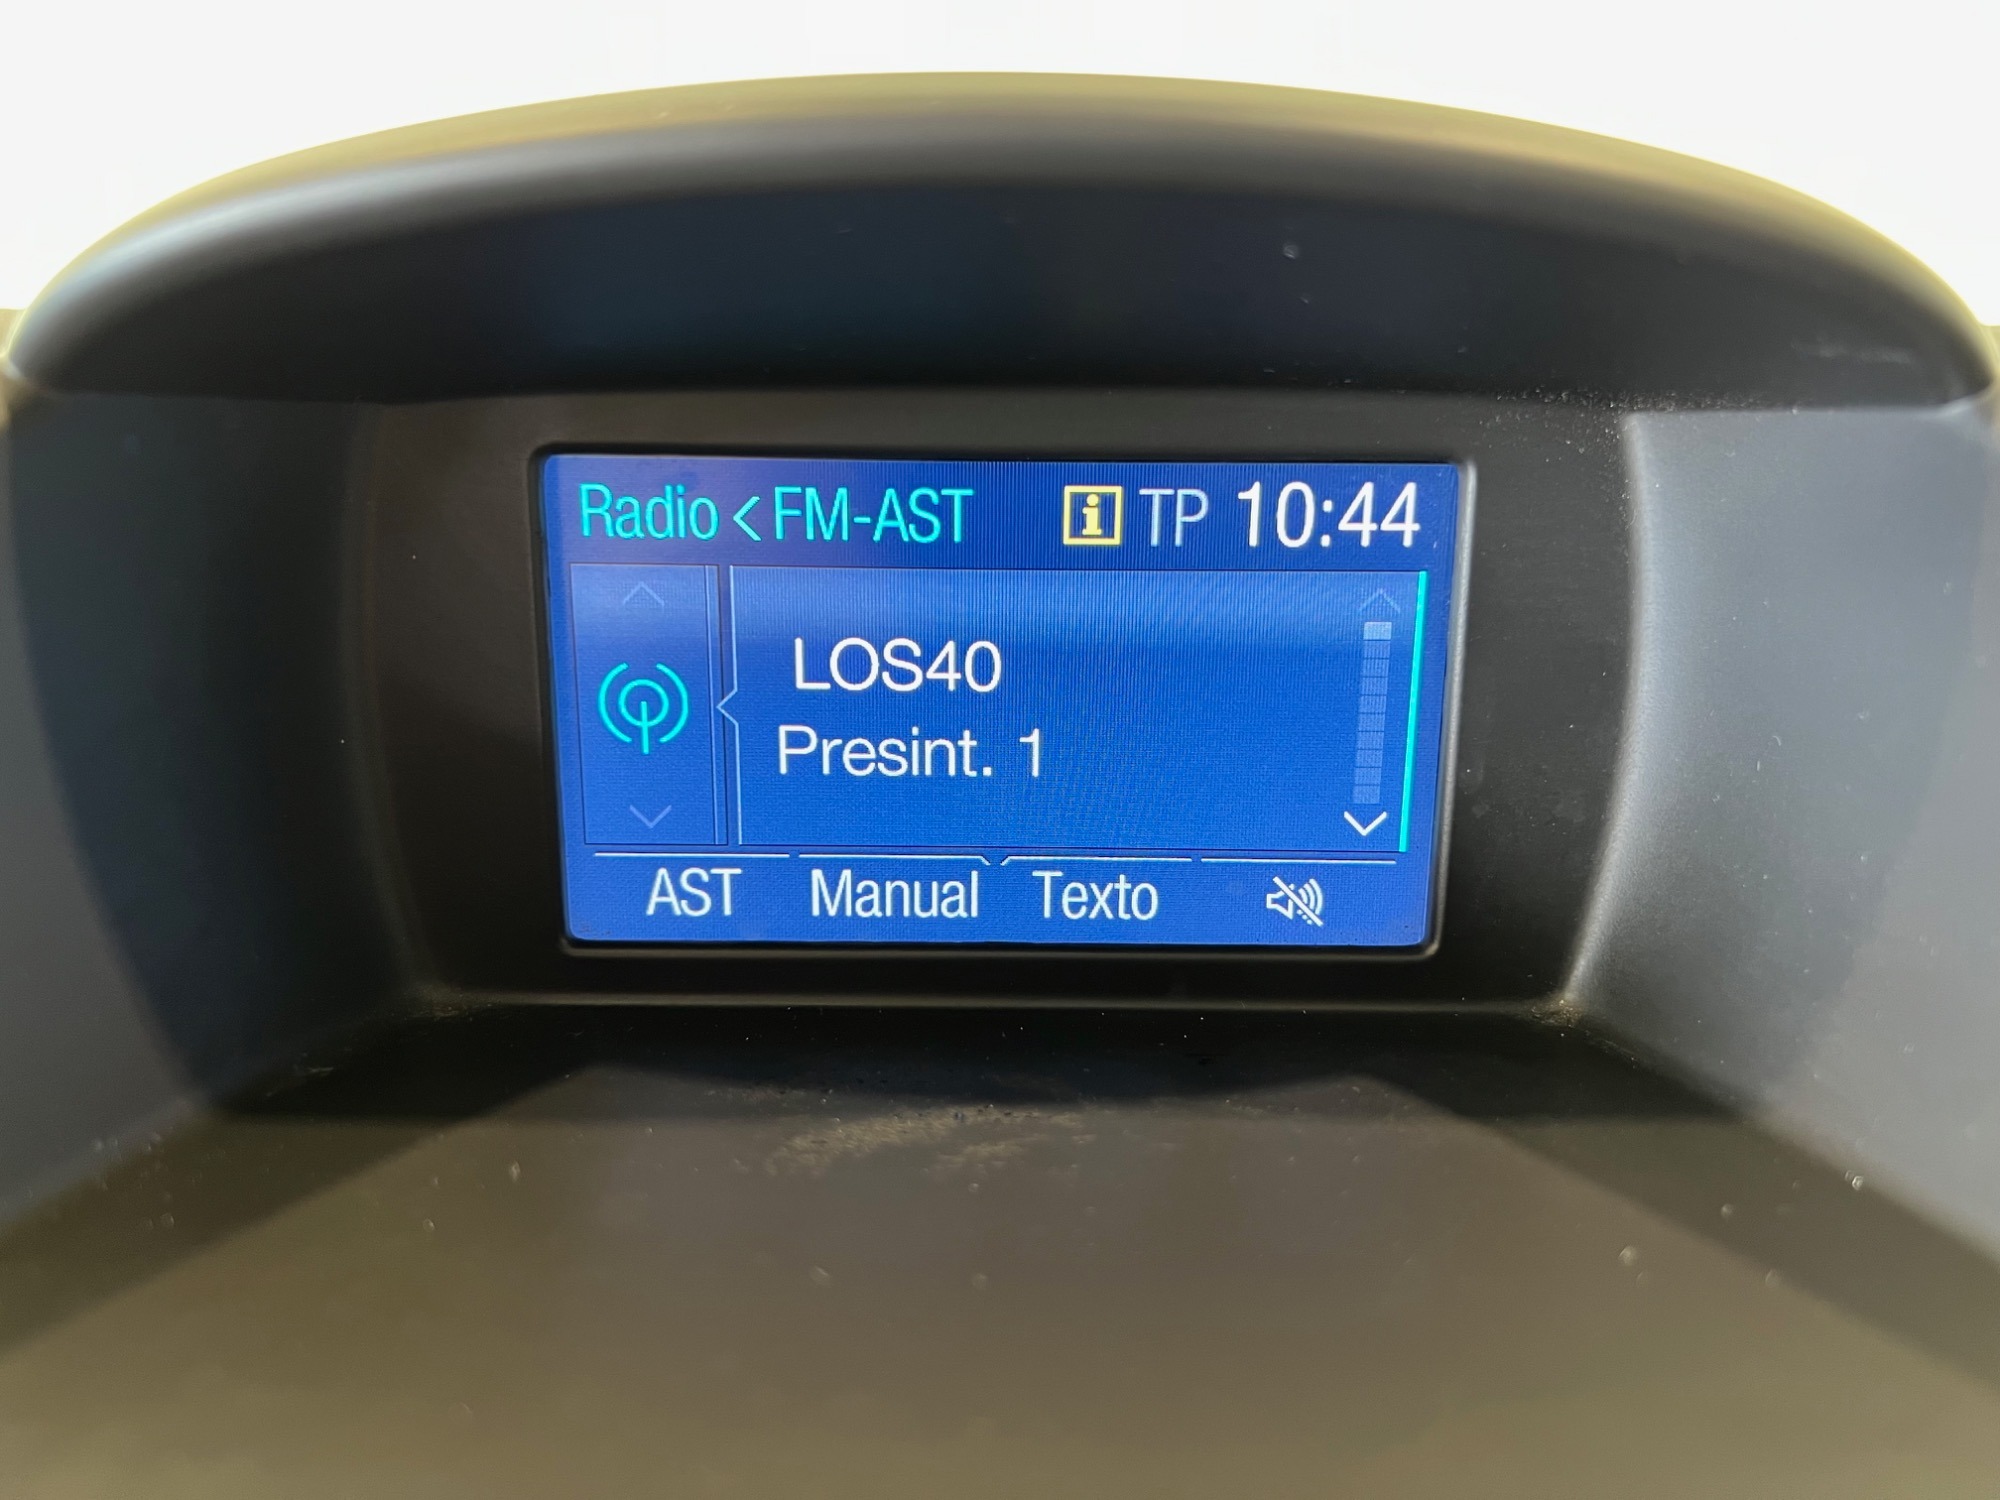 Radio < FM-AST i TP 10:44
LOS40
Presint. 1
AST Manual Texto